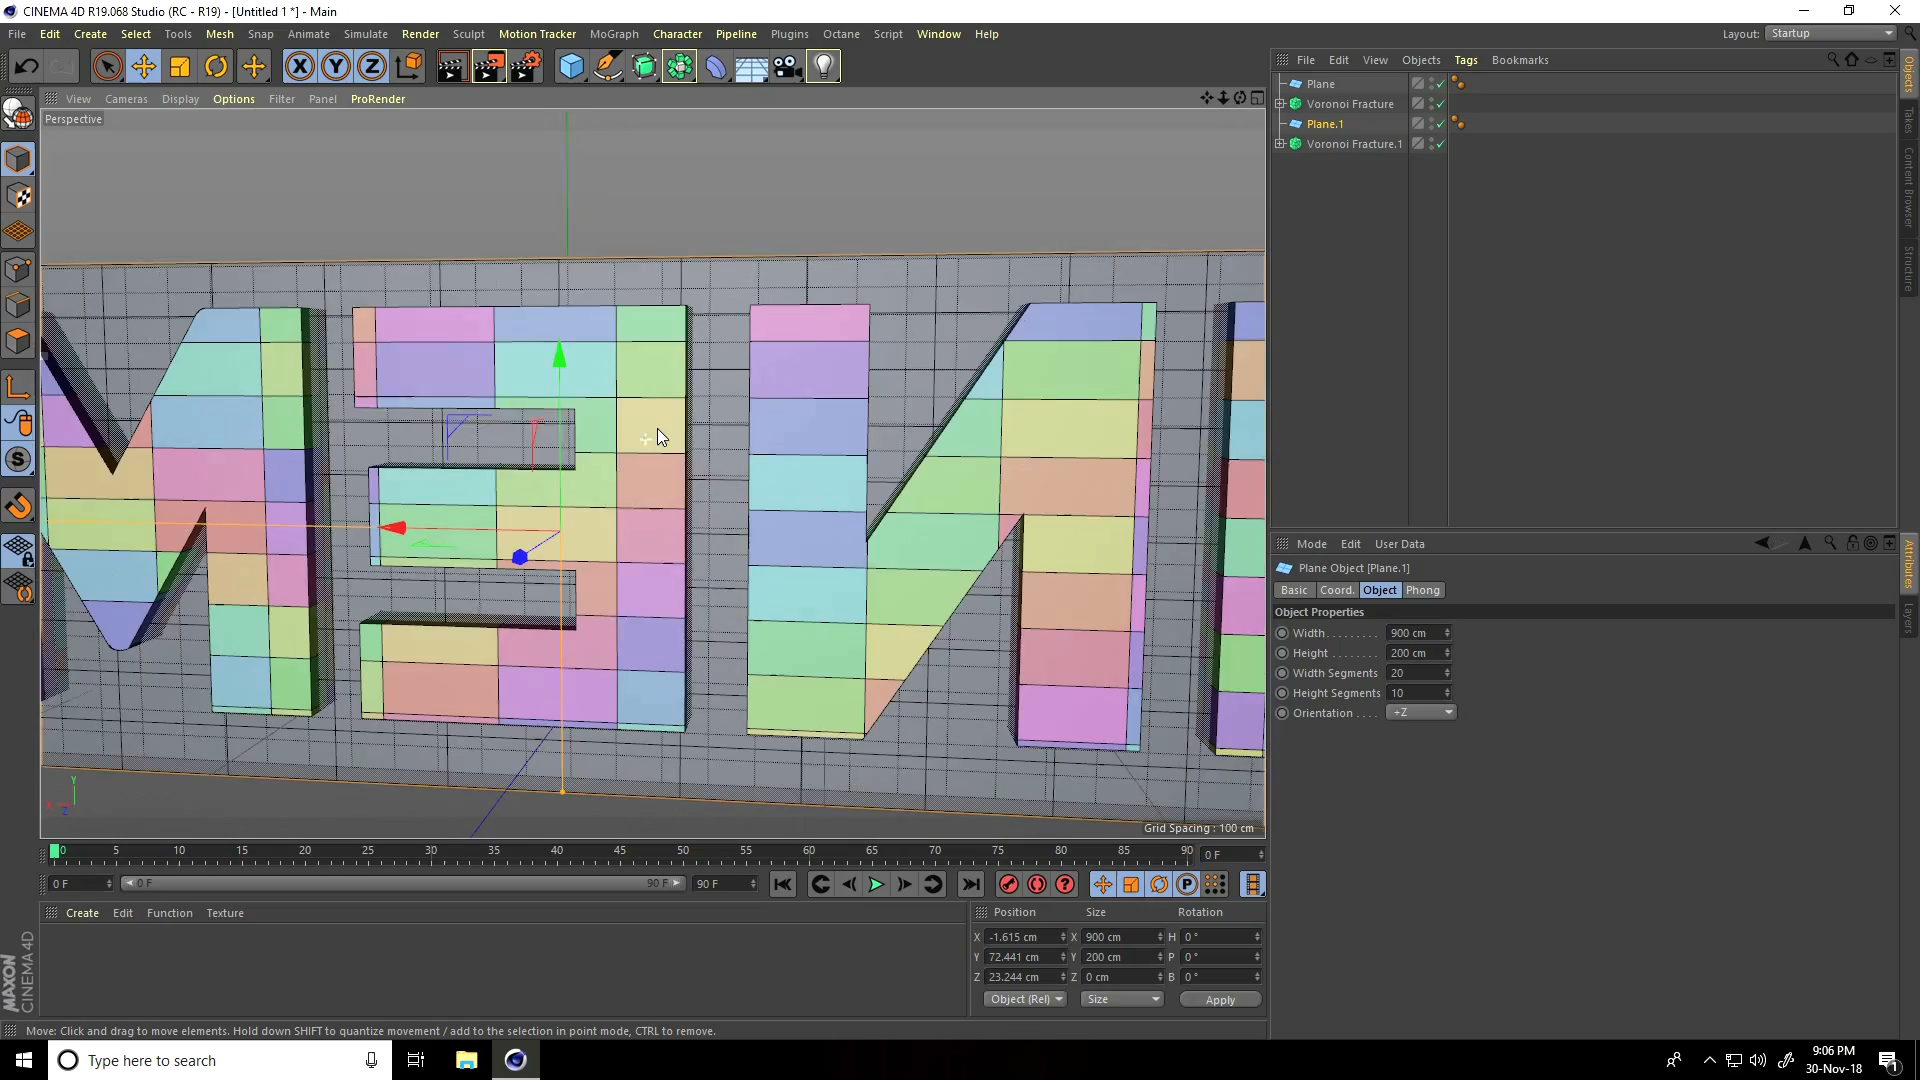 CINEMA 4D R19.068 Studio (RC - R19) - [Untitled 1 *] - Main
File Edit Create Select Tools Mesh Snap Animate Simulate Render Sculpt Motion Tracker MoGraph Character Pipeline Plugins Octane Script Window Help
Layout: Startup
X Y Z
View Cameras Display Options Filter Panel ProRender
Perspective
Grid Spacing : 100 cm
Y
X
Z
File Edit View Objects Tags Bookmarks
Plane
Voronoi Fracture
Plane.1
Voronoi Fracture.1
Objects
Takes
Content Browser
Structure
Mode Edit User Data
Plane Object [Plane.1]
Basic Coord. Object Phong
Object Properties
Width . . . . . . . . 900 cm
Height . . . . . . . 200 cm
Width Segments 20
Height Segments 10
Orientation . . . . +Z
Attributes
Layers
0 5 10 15 20 25 30 35 40 45 50 55 60 65 70 75 80 85 90
0 F
0 F 0 F 90 F 90 F
P
S
Create Edit Function Texture
Position Size Rotation
X -1.615 cm X 900 cm H 0 °
Y 72.441 cm Y 200 cm P 0 °
Z 23.244 cm Z 0 cm B 0 °
Object (Rel) Size Apply
MAXON
CINEMA 4D
Move: Click and drag to move elements. Hold down SHIFT to quantize movement / add to the selection in point mode, CTRL to remove.
Type here to search
9:06 PM
30-Nov-18
1